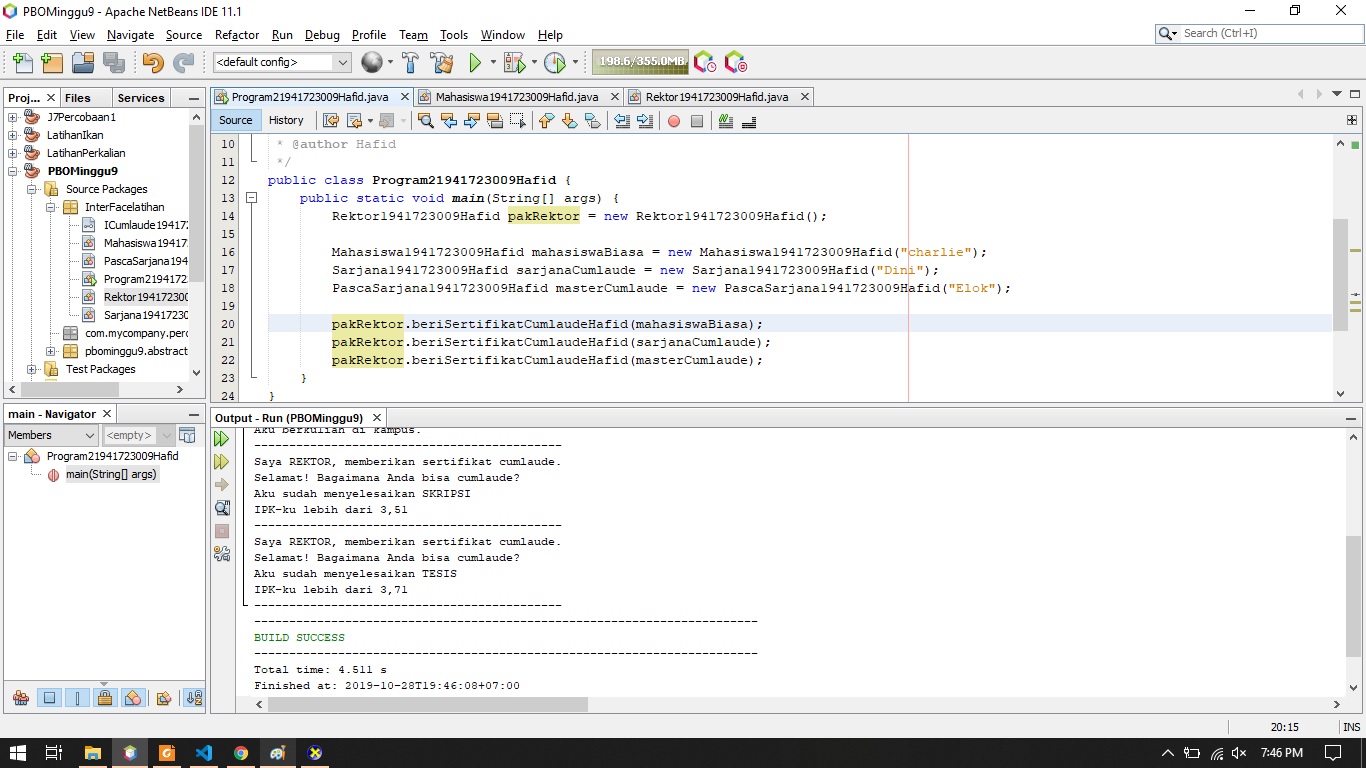 PBOMinggu9 - Apache NetBeans IDE 11.1
File Edit View Navigate Source Refactor Run Debug Profile Team Tools Window Help
Search (Ctrl+I)
<default config>
198.6/355.0MB
Proj... Files Services
J7Percobaan1
LatihanIkan
LatihanPerkalian
PBOMinggu9
Source Packages
InterFacelatihan
ICumlaude19417
Mahasiswa1941
PascaSarjana194
Program219417
Rektor19417230
Sarjana1941723
com.mycompany.perc
pbominggu9.abstract
Test Packages
main - Navigator
Members <empty>
Program21941723009Hafid
main(String[] args)
Program21941723009Hafid.java Mahasiswa1941723009Hafid.java Rektor1941723009Hafid.java
Source History
10 * @author Hafid
11 */
12 public class Program21941723009Hafid {
13 public static void main(String[] args) {
14 Rektor1941723009Hafid pakRektor = new Rektor1941723009Hafid();
15
16 Mahasiswa1941723009Hafid mahasiswaBiasa = new Mahasiswa1941723009Hafid("charlie");
17 Sarjana1941723009Hafid sarjanaCumlaude = new Sarjana1941723009Hafid("Dini");
18 PascaSarjana1941723009Hafid masterCumlaude = new PascaSarjana1941723009Hafid("Elok");
19
20 pakRektor.beriSertifikatCumlaudeHafid(mahasiswaBiasa);
21 pakRektor.beriSertifikatCumlaudeHafid(sarjanaCumlaude);
22 pakRektor.beriSertifikatCumlaudeHafid(masterCumlaude);
23 }
24 }
Output - Run (PBOMinggu9)
Aku berkuliah di kampus.
--------------------------------------------
Saya REKTOR, memberikan sertifikat cumlaude.
Selamat! Bagaimana Anda bisa cumlaude?
Aku sudah menyelesaikan SKRIPSI
IPK-ku lebih dari 3,51
--------------------------------------------
Saya REKTOR, memberikan sertifikat cumlaude.
Selamat! Bagaimana Anda bisa cumlaude?
Aku sudah menyelesaikan TESIS
IPK-ku lebih dari 3,71
--------------------------------------------
------------------------------------------------------------------------
BUILD SUCCESS
------------------------------------------------------------------------
Total time: 4.511 s
Finished at: 2019-10-28T19:46:08+07:00
20:15 INS
7:46 PM